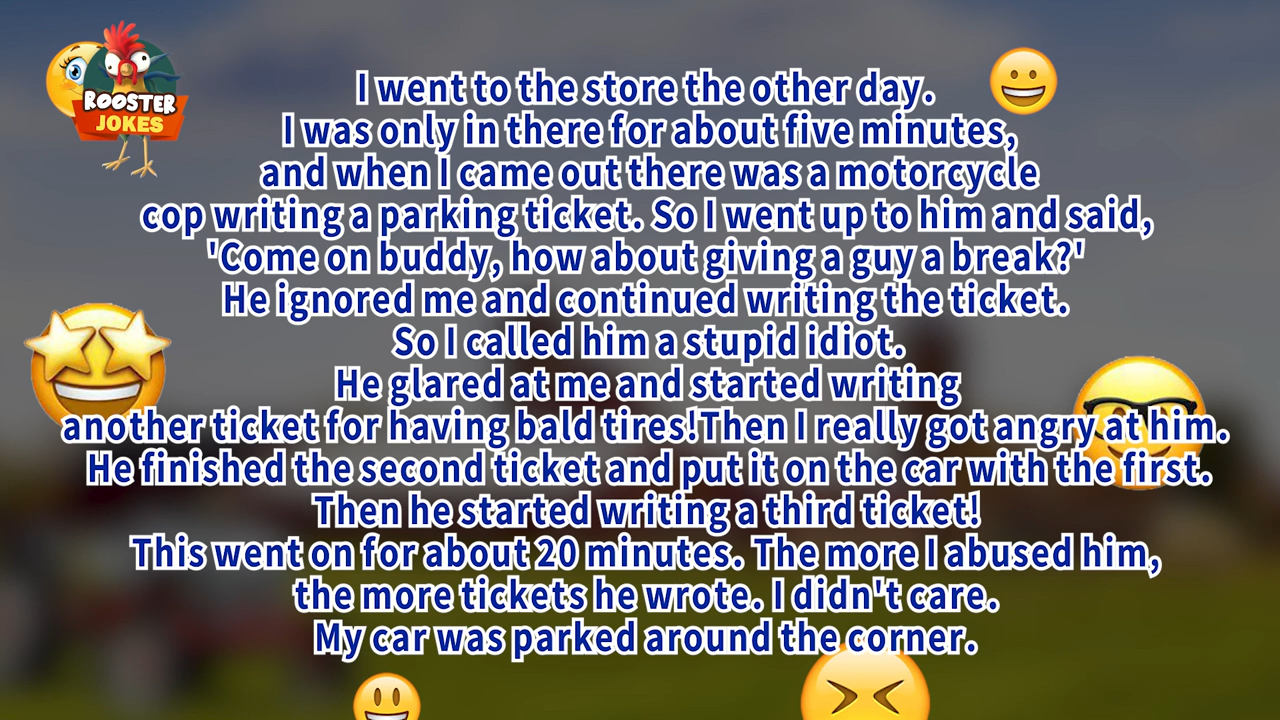 ROOSTER
JOKES
I went to the store the other day.
I was only in there for about five minutes,
and when I came out there was a motorcycle
cop writing a parking ticket. So I went up to him and said,
'Come on buddy, how about giving a guy a break?'
He ignored me and continued writing the ticket.
So I called him a stupid idiot.
He glared at me and started writing
another ticket for having bald tires!Then I really got angry at him.
He finished the second ticket and put it on the car with the first.
Then he started writing a third ticket!
This went on for about 20 minutes. The more I abused him,
the more tickets he wrote. I didn't care.
My car was parked around the corner.